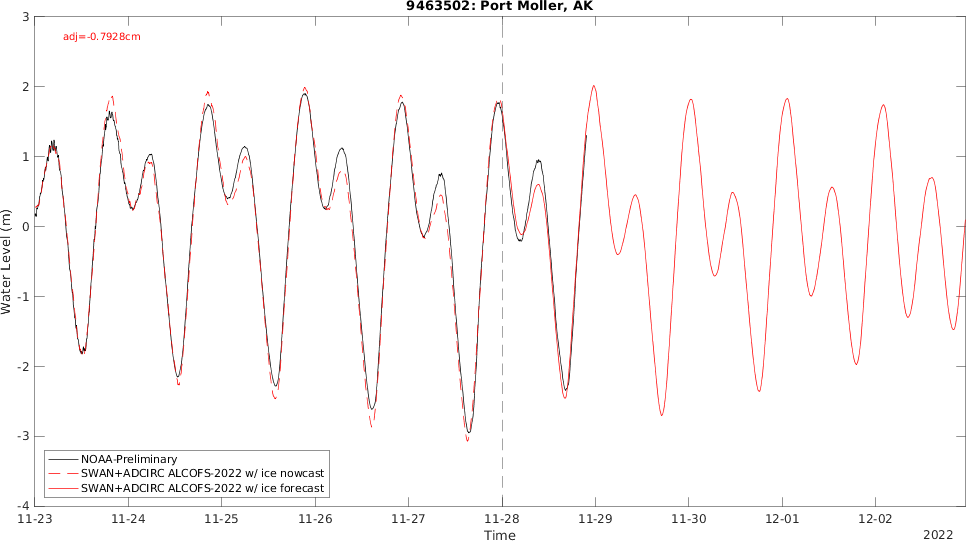 9463502: Port Moller, AK
adj=-0.7928cm
3
2
1
0
-1
-2
-3
-4
Water Level (m)
NOAA-Preliminary
SWAN+ADCIRC ALCOFS-2022 w/ ice nowcast
SWAN+ADCIRC ALCOFS-2022 w/ ice forecast
11-23 11-24 11-25 11-26 11-27 11-28 11-29 11-30 12-01 12-02
Time
2022